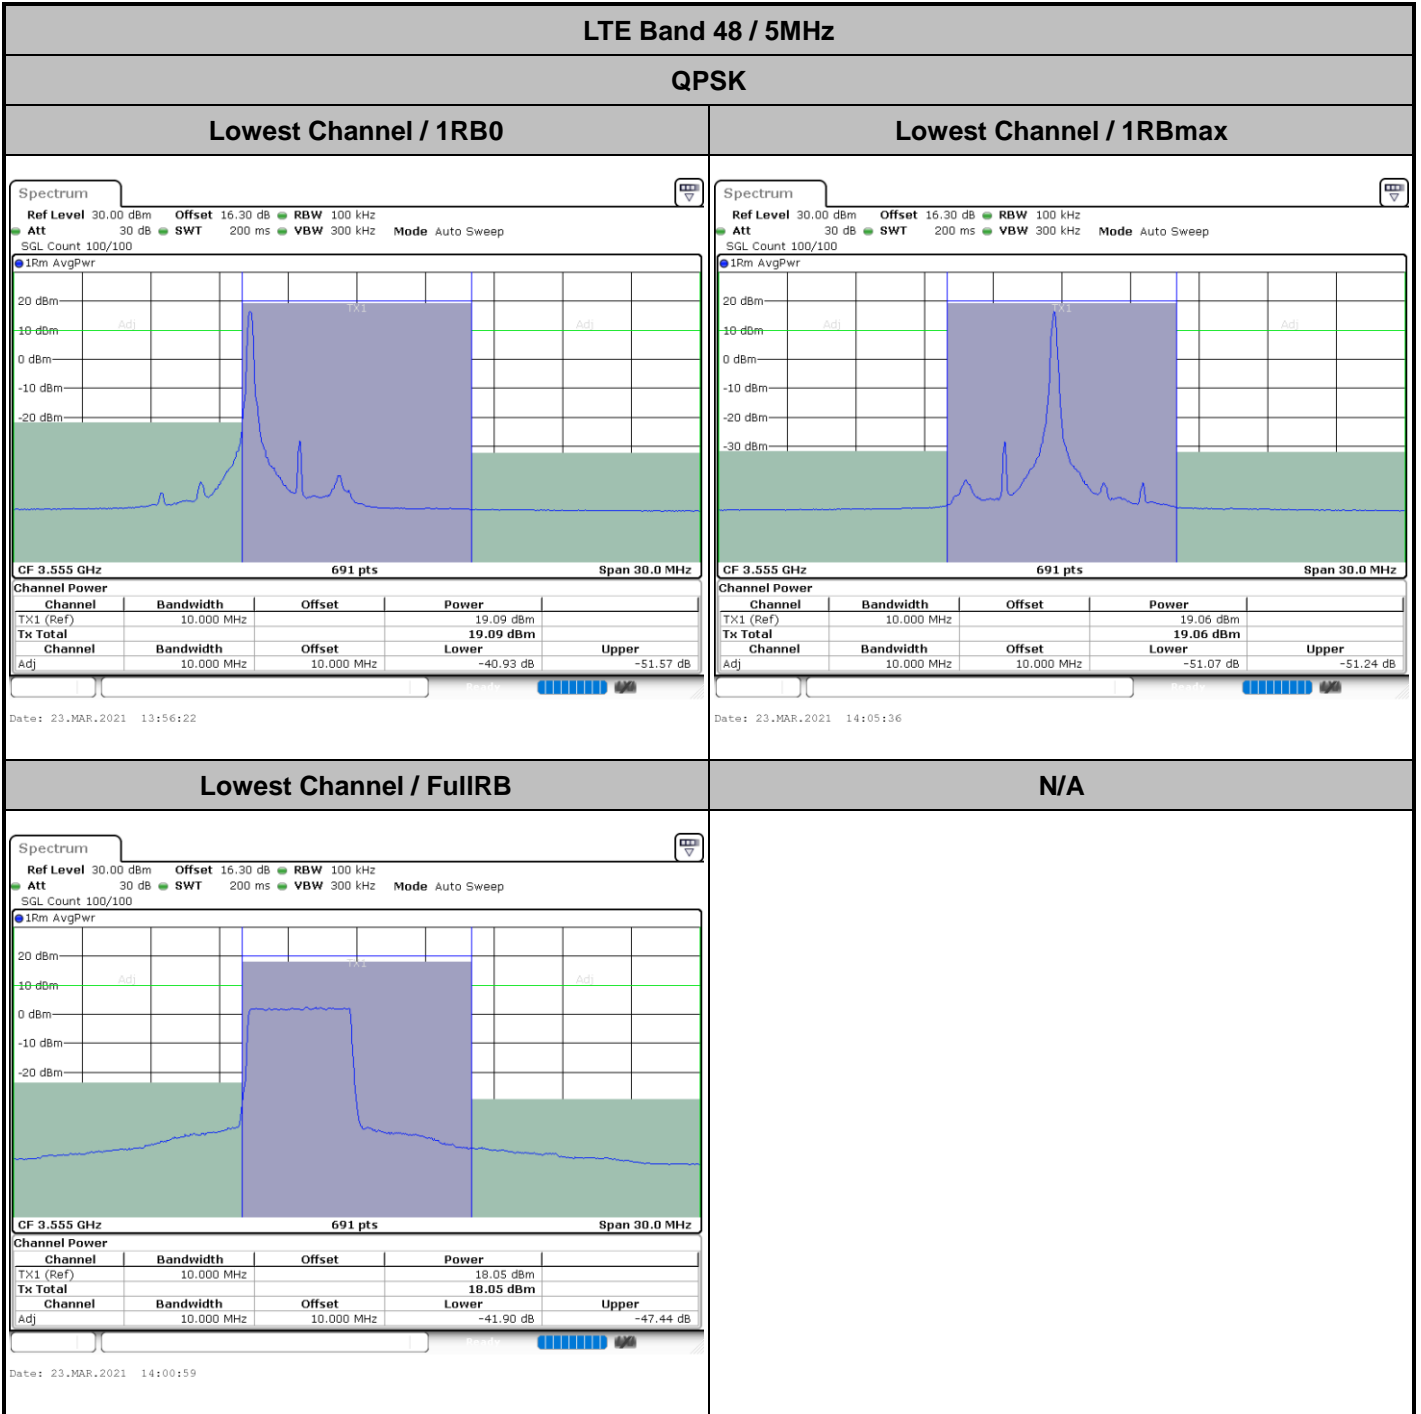 LTE Band 48 / 5MHz
QPSK
Lowest Channel / 1RB0
Lowest Channel / 1RBmax
Spectrum
Ref Level 30.00 dBm Offset 16.30 dB RBW 100 kHz
Att 30 dB SWT 200 ms VBW 300 kHz Mode Auto Sweep
SGL Count 100/100
1Rm AvgPwr
TX1
20 dBm
Adj
Adj
10 dBm
0 dBm
-10 dBm
-20 dBm
CF 3.555 GHz 691 pts Span 30.0 MHz
Channel Power
Channel Bandwidth Offset Power
TX1 (Ref) 10.000 MHz 19.09 dBm
Tx Total 19.09 dBm
Channel Bandwidth Offset Lower Upper
Adj 10.000 MHz 10.000 MHz -40.93 dB -51.57 dB
Ready
Date: 23.MAR.2021 13:56:22
Spectrum
Ref Level 30.00 dBm Offset 16.30 dB RBW 100 kHz
Att 30 dB SWT 200 ms VBW 300 kHz Mode Auto Sweep
SGL Count 100/100
1Rm AvgPwr
20 dBm
TX1
Adj
Adj
10 dBm
0 dBm
-10 dBm
-20 dBm
-30 dBm
CF 3.555 GHz 691 pts Span 30.0 MHz
Channel Power
Channel Bandwidth Offset Power
TX1 (Ref) 10.000 MHz 19.06 dBm
Tx Total 19.06 dBm
Channel Bandwidth Offset Lower Upper
Adj 10.000 MHz 10.000 MHz -51.07 dB -51.24 dB
Ready
Date: 23.MAR.2021 14:05:36
Lowest Channel / FullRB
N/A
Spectrum
Ref Level 30.00 dBm Offset 16.30 dB RBW 100 kHz
Att 30 dB SWT 200 ms VBW 300 kHz Mode Auto Sweep
SGL Count 100/100
1Rm AvgPwr
20 dBm
TX1
Adj
Adj
10 dBm
0 dBm
-10 dBm
-20 dBm
CF 3.555 GHz 691 pts Span 30.0 MHz
Channel Power
Channel Bandwidth Offset Power
TX1 (Ref) 10.000 MHz 18.05 dBm
Tx Total 18.05 dBm
Channel Bandwidth Offset Lower Upper
Adj 10.000 MHz 10.000 MHz -41.90 dB -47.44 dB
Ready
Date: 23.MAR.2021 14:00:59